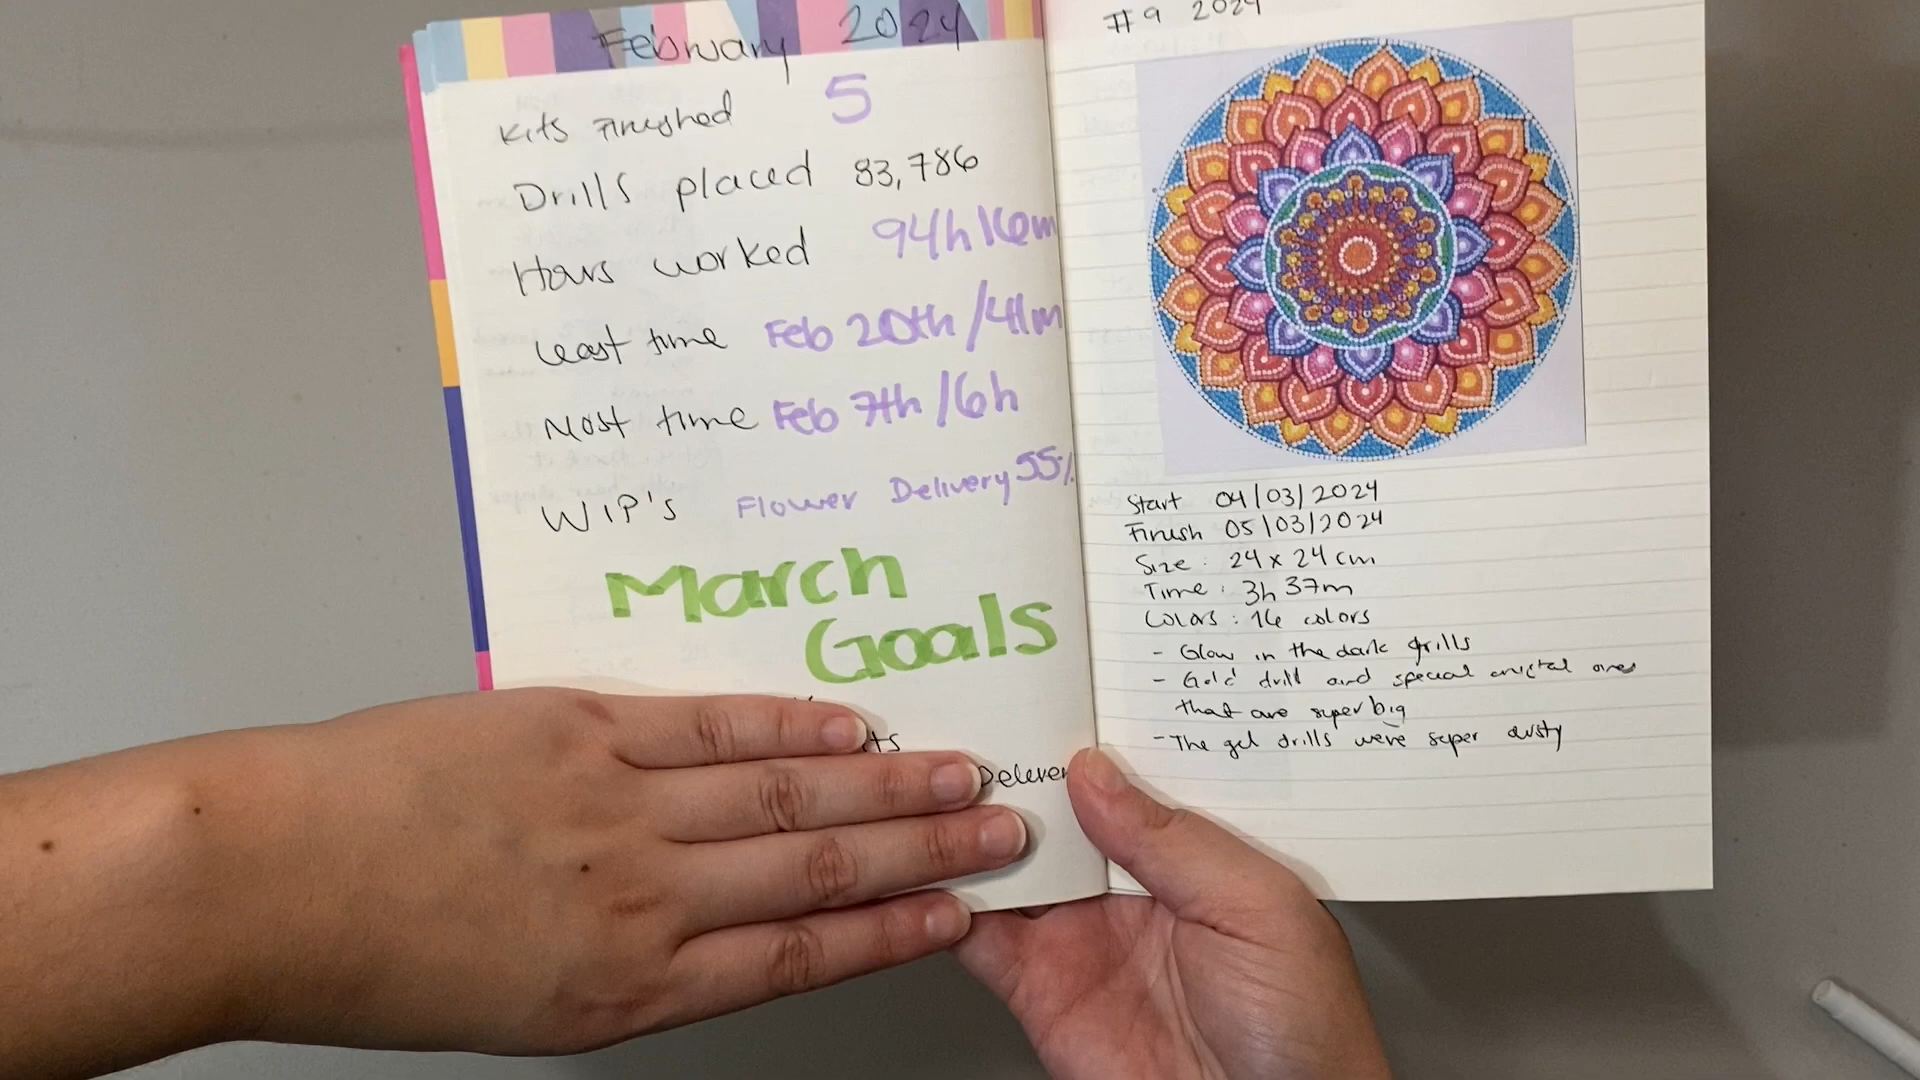 February 2024
Kits Finished 5
Drills placed 83,786
Hours worked 94h 16m
Least time Feb 20th/41m
Most time Feb 7th/6h
WIP's Flower Delivery 55%
March
Goals
#9 2024
Start 04/03/2024
Finish 05/03/2024
Size: 24 x 24 cm
Time: 3h 37m
Colors: 16 colors
- Glow in the dark drills
- Gold drill and special crystal ones
that are super big
- The gel drills were super dusty